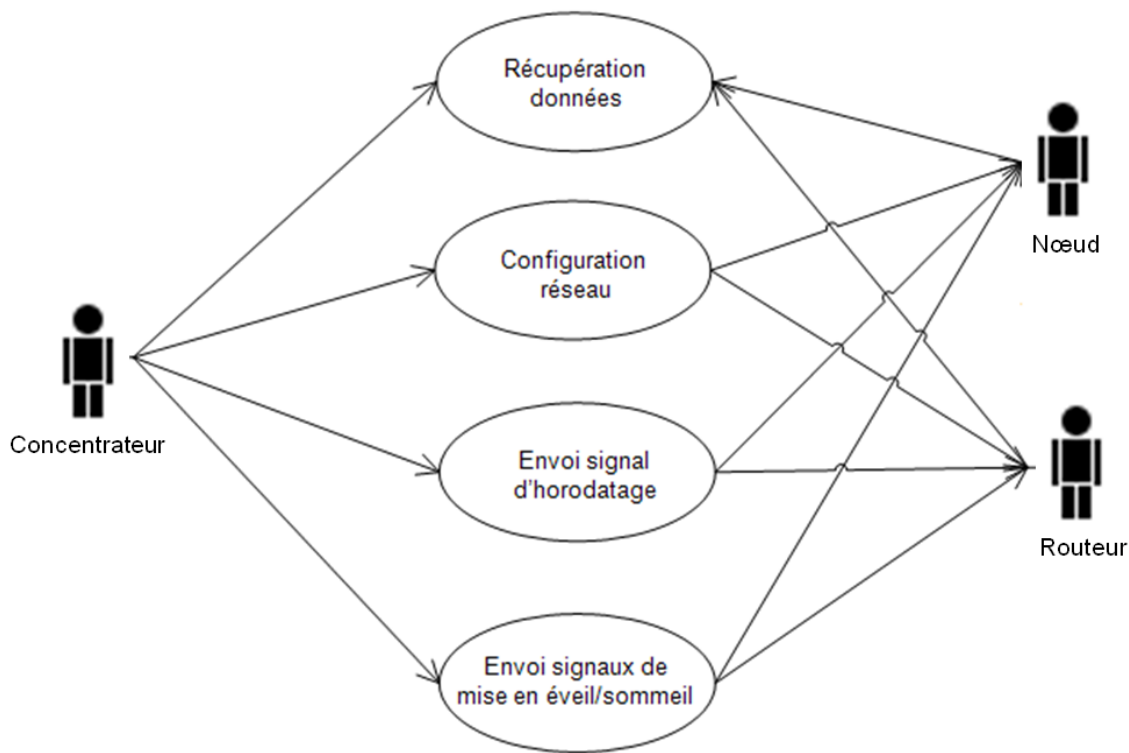 Récupération
données
Nœud
Configuration
réseau
Concentrateur
Envoi signal
d'horodatage
Routeur
Envoi signaux de
mise en éveil/sommeil